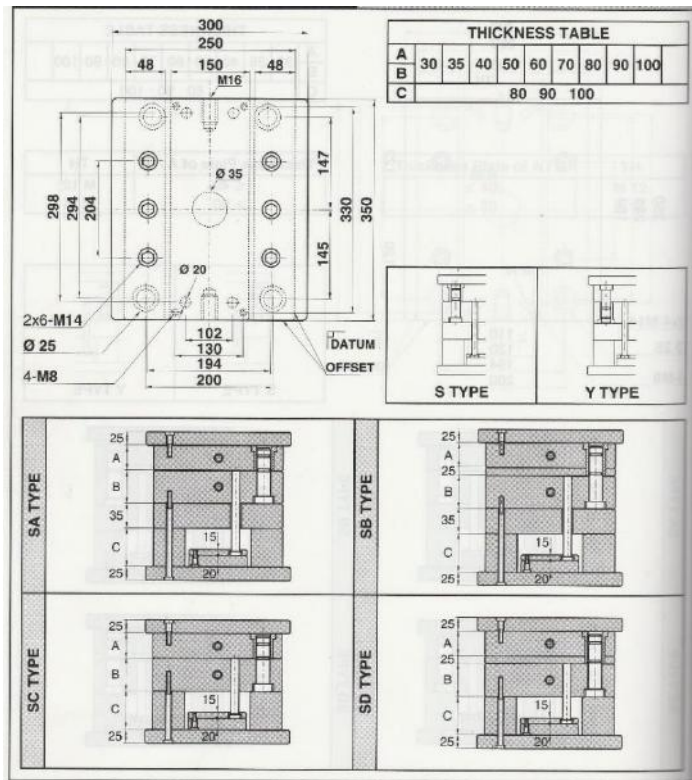 300
250
48 150 48
M16
THICKNESS TABLE
A
B
30 35 40 50 60 70 80 90 100
C 80 90 100
298
294
204
Ø 35
147
145
330
350
Ø 20
2x6-M14
Ø 25
4-M8
102
130
194
200
DATUM
OFFSET
S TYPE
Y TYPE
SA TYPE
25
A
B
35
C
25
15
20
SB TYPE
25
A
25
B
35
C
25
15
20
SC TYPE
25
A
B
C
25
15
20
SD TYPE
25
A
25
B
C
25
15
20